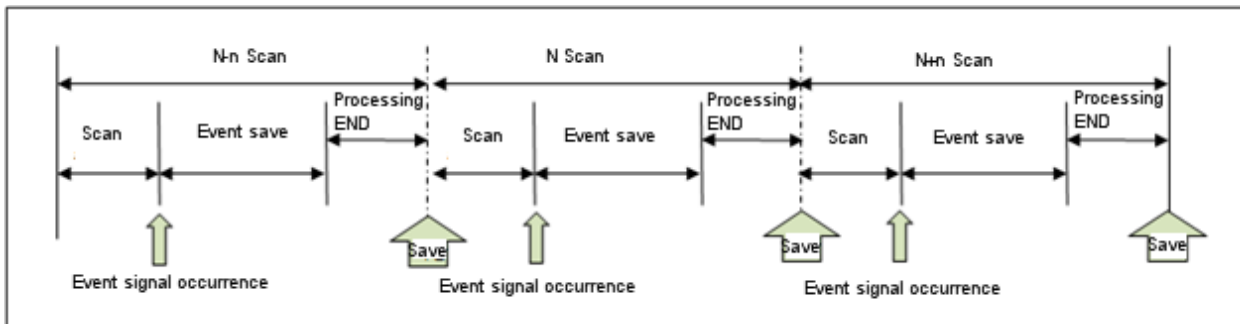 N-n Scan
N Scan
N+n Scan
Processing
END
Processing
END
Processing
END
Scan
Event save
Scan
Event save
Scan
Event save
Save
Save
Save
Event signal occurrence
Event signal occurrence
Event signal occurrence